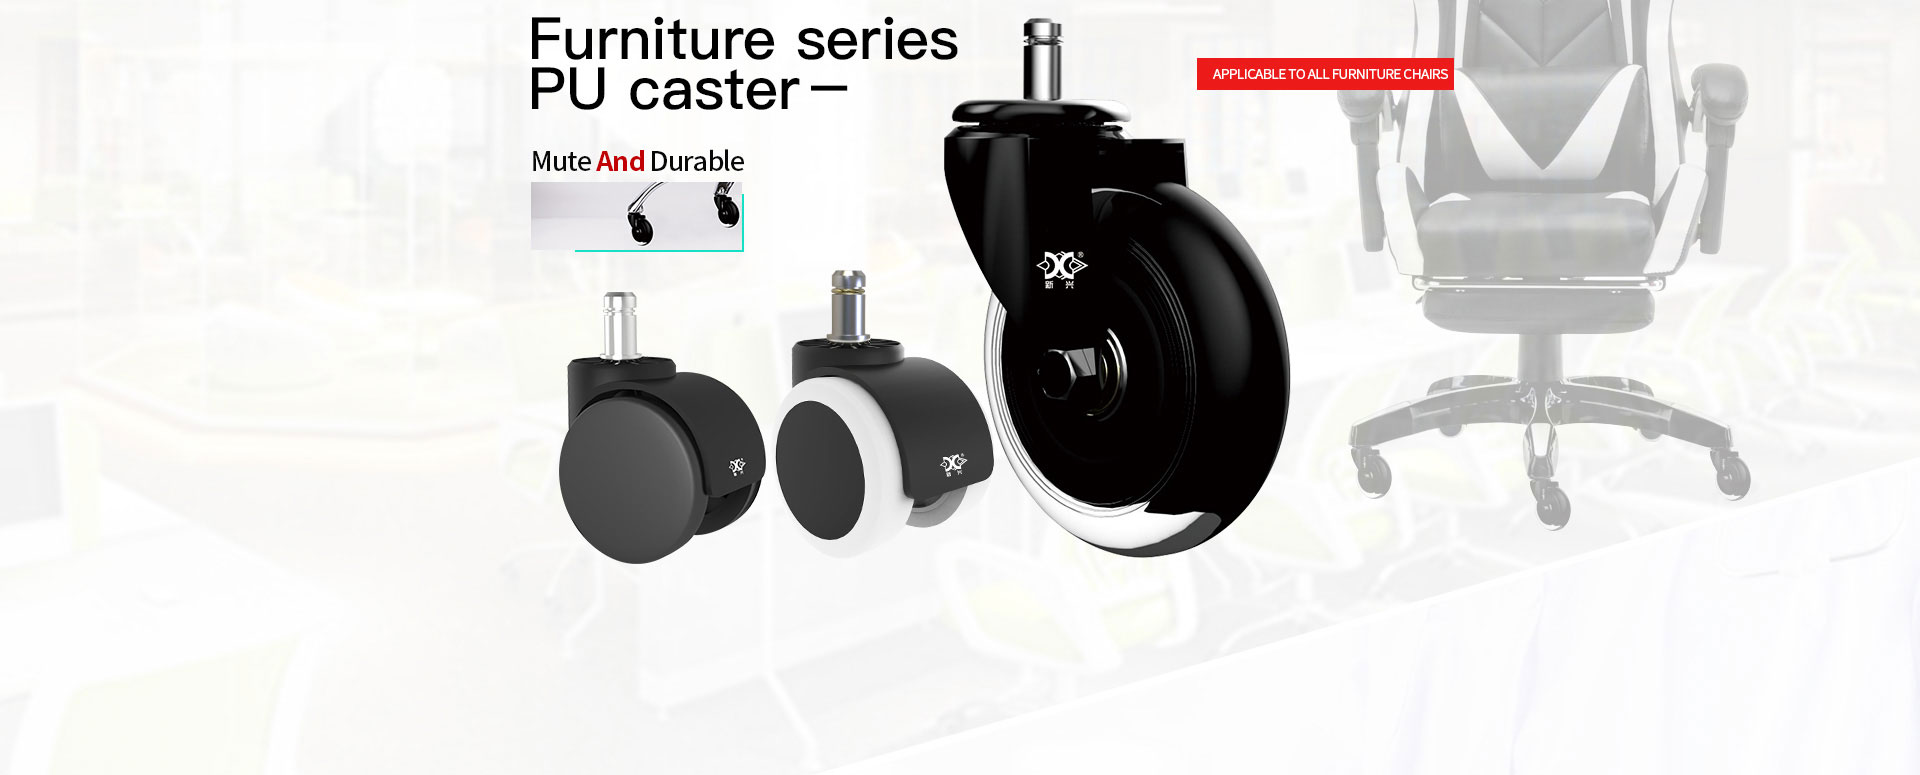 Furniture series
PU caster—
Mute And Durable
APPLICABLE TO ALL FURNITURE CHAIRS